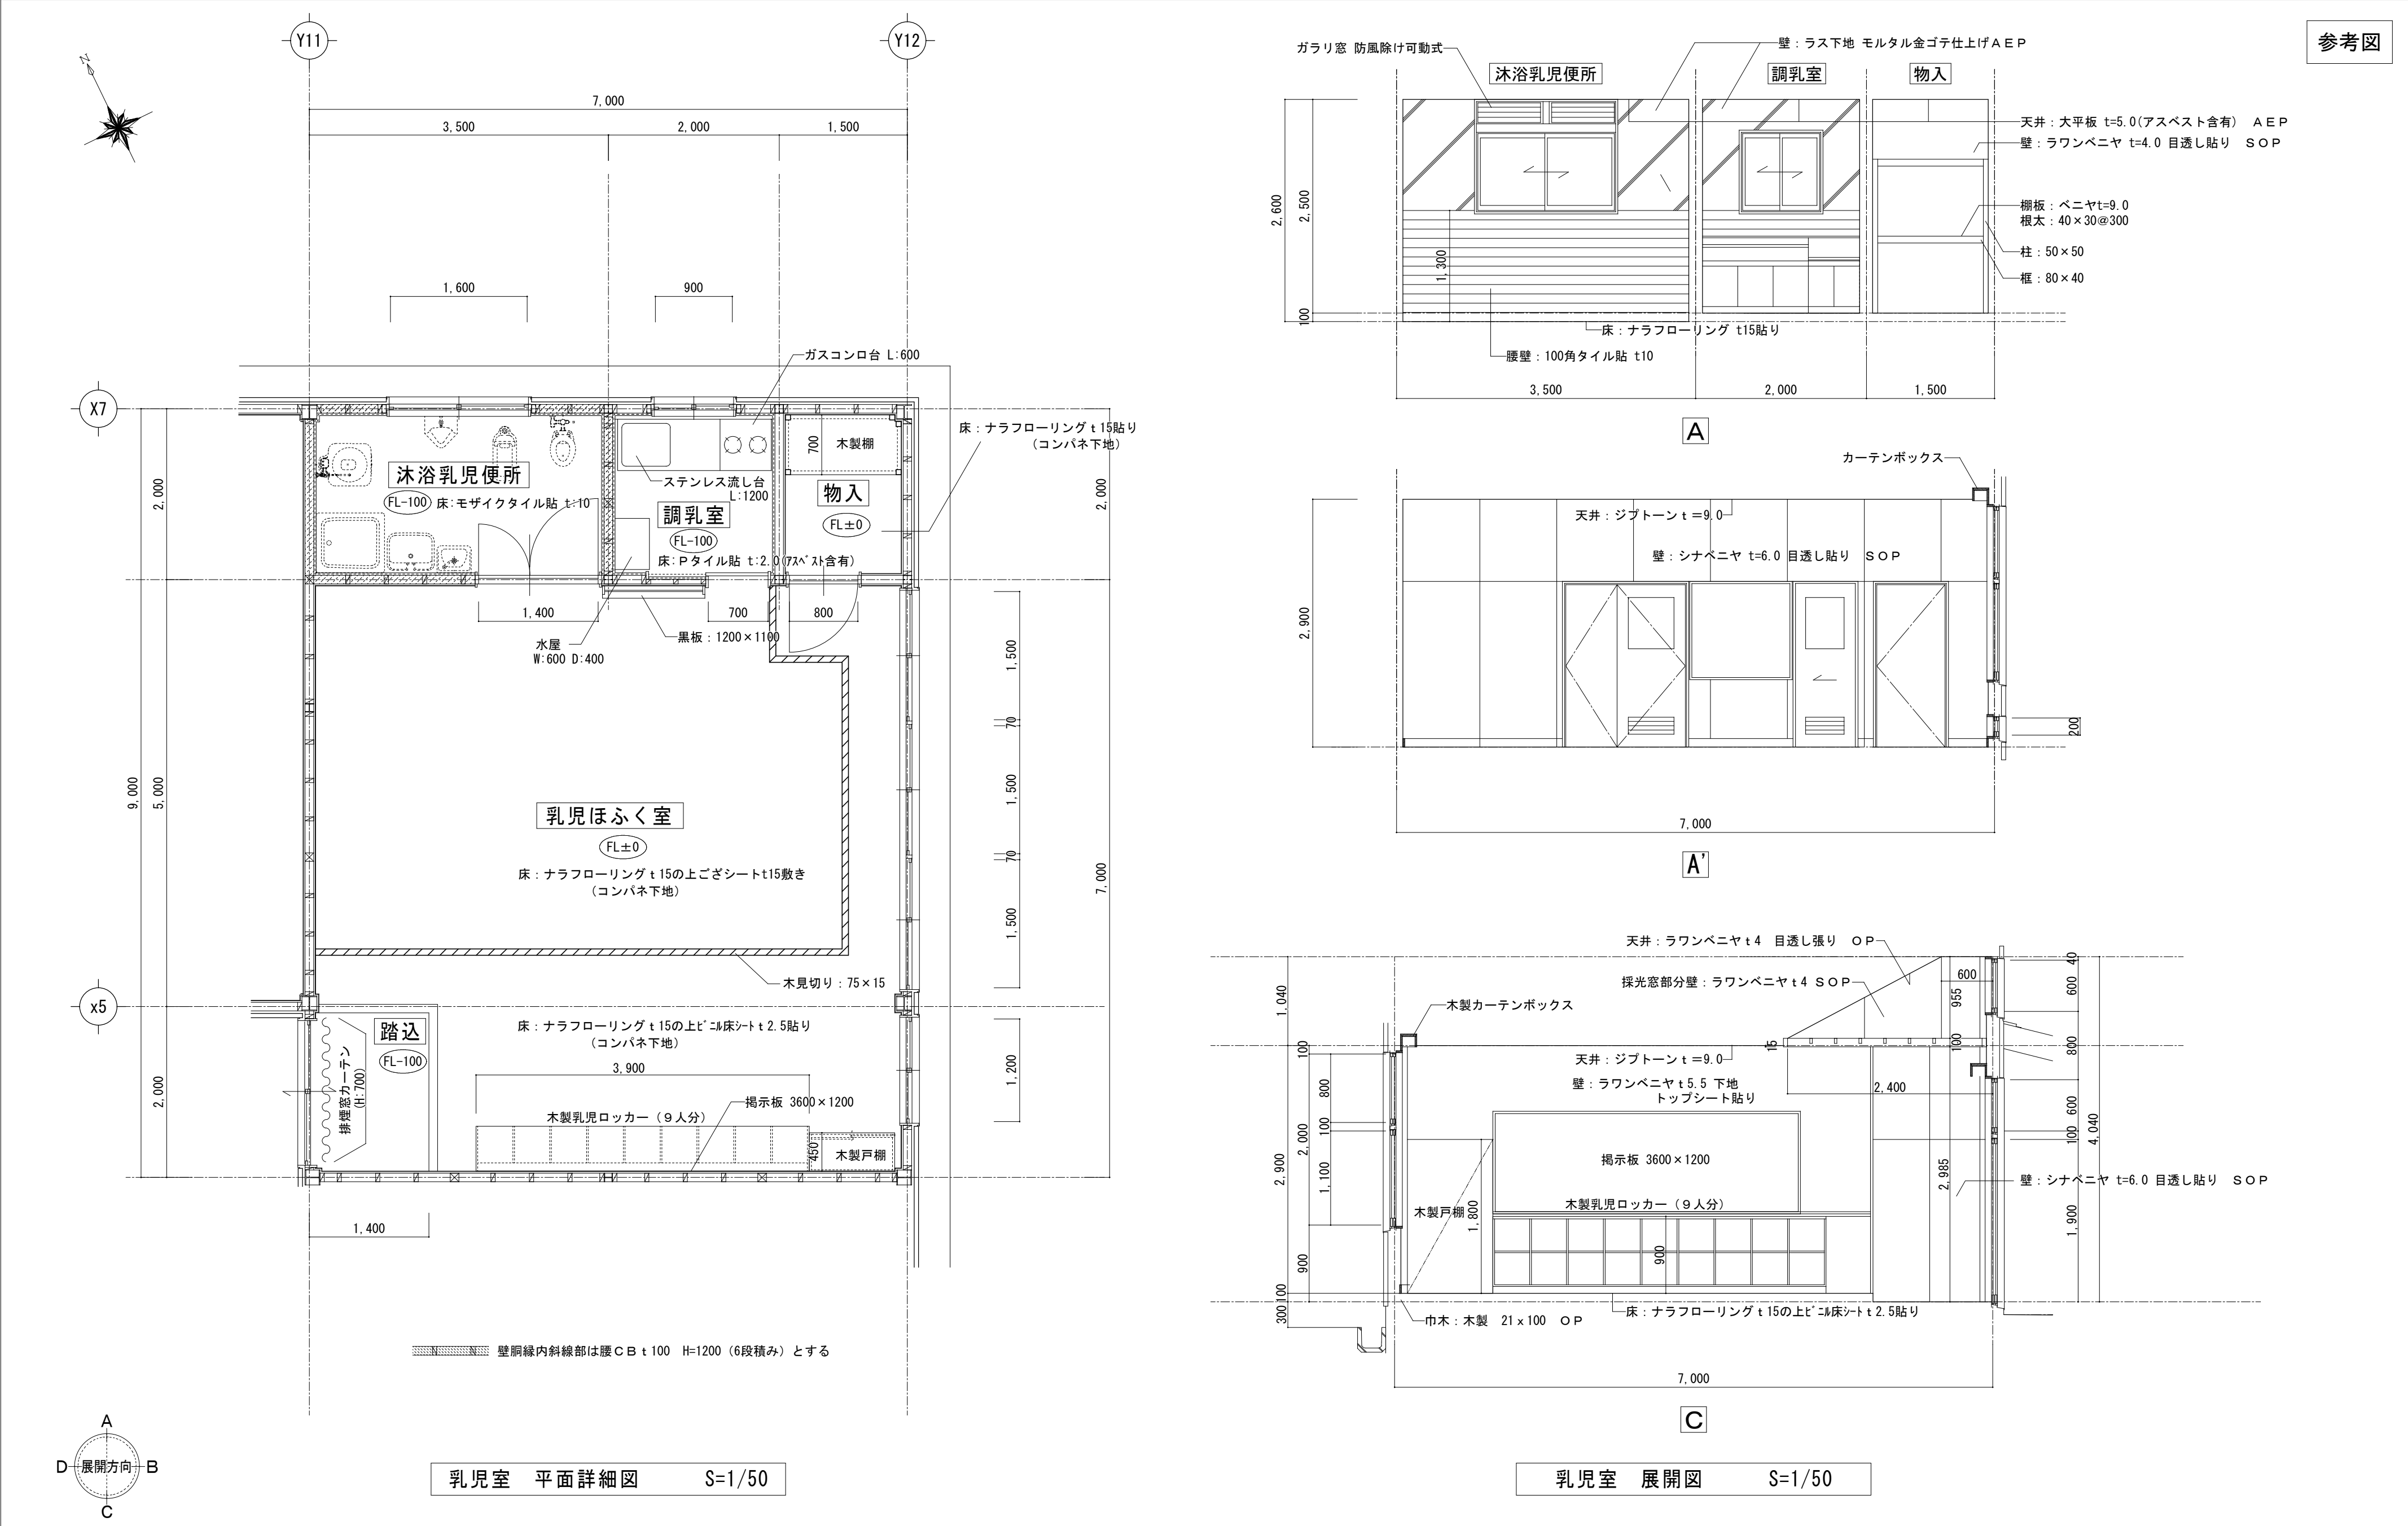 参考図
N
Y11
Y12
7,000
3,500
2,000
1,500
1,600
900
ガスコンロ台 L:600
X7
x5
床：ナラフローリングｔ15貼り
(コンパネ下地)
700
木製棚
沐浴乳児便所
FL-100
床：モザイクタイル貼 t:10
ステンレス流し台
L:1200
調乳室
FL-100
床：Pタイル貼 t:2.0(ｱｽﾍﾞｽﾄ含有)
物入
FL±0
2,000
2,000
1,400
700
800
水屋
W:600 D:400
黒板：1200×1100
9,000
5,000
1,500
70
1,500
70
1,500
7,000
乳児ほふく室
FL±0
床：ナラフローリングｔ15の上ござシートt15敷き
(コンパネ下地)
木見切り：75×15
踏込
FL-100
排煙窓カーテン
(H:700)
床：ナラフローリングｔ15の上ﾋﾞﾆﾙ床ｼｰﾄｔ2.5貼り
(コンパネ下地)
2,000
3,900
1,200
掲示板 3600×1200
木製乳児ロッカー（９人分）
450
木製戸棚
1,400
壁胴縁内斜線部は腰ＣＢｔ100　H=1200（6段積み）とする
A
D
展開方向
B
C
乳児室　平面詳細図　　S=1/50
ガラリ窓 防風除け可動式
壁：ラス下地 モルタル金ゴテ仕上げＡＥＰ
沐浴乳児便所
調乳室
物入
天井：大平板 t=5.0(アスベスト含有)　ＡＥＰ
壁：ラワンベニヤ t=4.0 目透し貼り　ＳＯＰ
棚板：ベニヤt=9.0
根太：40×30@300
柱：50×50
框：80×40
2,600
2,500
1,300
100
床：ナラフローリング t15貼り
腰壁：100角タイル貼 t10
3,500
2,000
1,500
A
カーテンボックス
天井：ジプトーンｔ＝9.0
壁：シナベニヤ t=6.0 目透し貼り　ＳＯＰ
2,900
200
7,000
A'
天井：ラワンベニヤｔ4　目透し張り　ＯＰ
採光窓部分壁：ラワンベニヤｔ4 ＳＯＰ
木製カーテンボックス
600
955
40
600
1,040
15
100
800
100
天井：ジプトーンｔ＝9.0
壁：ラワンベニヤｔ5.5 下地
トップシート貼り
2,400
800
100
2,000
2,900
1,100
600
100
4,040
掲示板 3600×1200
2,985
壁：シナベニヤ t=6.0 目透し貼り　ＳＯＰ
木製乳児ロッカー（９人分）
木製戸棚
1,800
900
1,900
900
100
300
床：ナラフローリングｔ15の上ﾋﾞﾆﾙ床ｼｰﾄｔ2.5貼り
巾木：木製　21ｘ100　ＯＰ
7,000
C
乳児室　展開図　　S=1/50